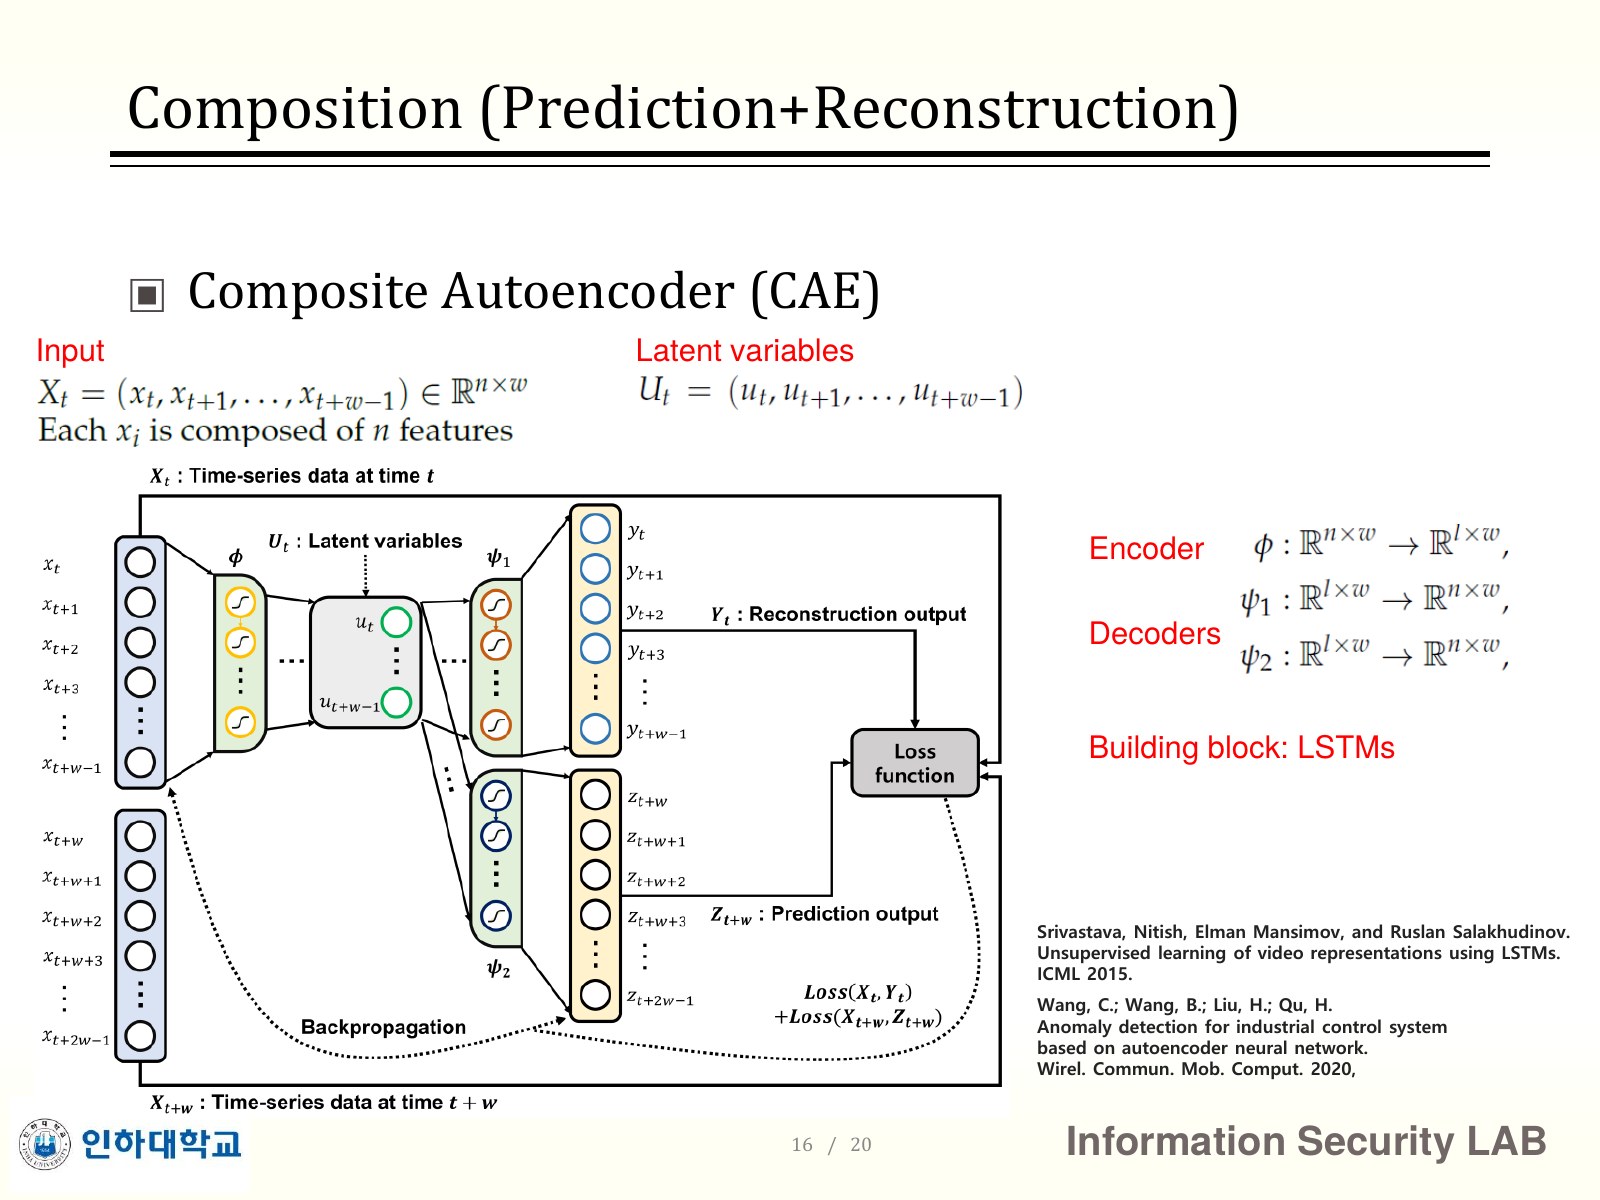 Composition (Prediction+Reconstruction)
Composite Autoencoder (CAE)
Input
X_t = (x_t, x_{t+1}, . . . , x_{t+w−1}) ∈ ℝ^{n×w}
Each x_i is composed of n features
Latent variables
U_t = (u_t, u_{t+1}, . . . , u_{t+w−1})
X_t : Time-series data at time t
U_t : Latent variables
ϕ
ψ_1
x_t
x_{t+1}
x_{t+2}
x_{t+3}
⋮
x_{t+w−1}
u_t
⋮
u_{t+w−1}
y_t
y_{t+1}
y_{t+2}
y_{t+3}
⋮
y_{t+w−1}
Y_t : Reconstruction output
Loss
function
x_{t+w}
x_{t+w+1}
x_{t+w+2}
x_{t+w+3}
⋮
x_{t+2w−1}
ψ_2
z_{t+w}
z_{t+w+1}
z_{t+w+2}
z_{t+w+3}
⋮
z_{t+2w−1}
Z_{t+w} : Prediction output
Loss(X_t, Y_t)
+Loss(X_{t+w}, Z_{t+w})
Backpropagation
X_{t+w} : Time-series data at time t + w
Encoder ϕ : ℝ^{n×w} → ℝ^{l×w},
Decoders
ψ_1 : ℝ^{l×w} → ℝ^{n×w},
ψ_2 : ℝ^{l×w} → ℝ^{n×w},
Building block: LSTMs
Srivastava, Nitish, Elman Mansimov, and Ruslan Salakhudinov.
Unsupervised learning of video representations using LSTMs.
ICML 2015.
Wang, C.; Wang, B.; Liu, H.; Qu, H.
Anomaly detection for industrial control system
based on autoencoder neural network.
Wirel. Commun. Mob. Comput. 2020,
인하대학교
16 / 20
Information Security LAB